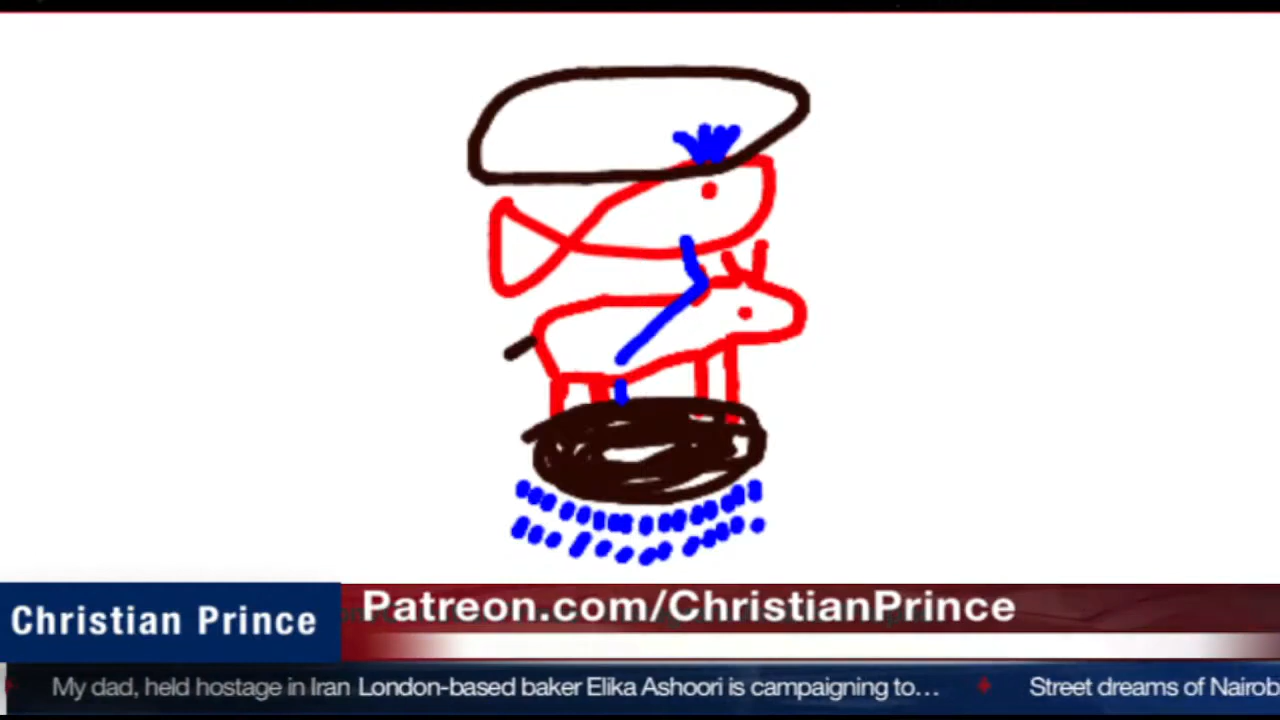 Christian Prince
Patreon.com/ChristianPrince
My dad, held hostage in Iran London-based baker Elika Ashoori is campaigning to… Street dreams of Nairob